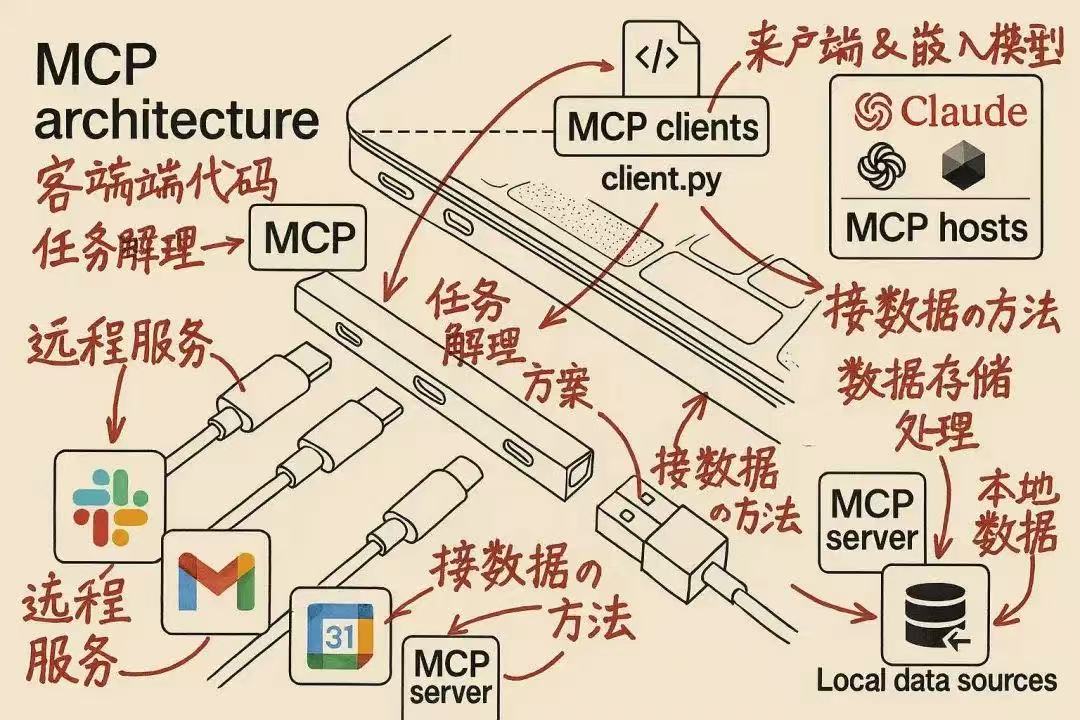 MCP
architecture
客端端代码
任务解理
MCP
</>
MCP clients
client.py
来户端 & 嵌入模型
Claude
MCP hosts
远程服务
任务
解理
方案
接数据の方法
数据存储
处理
接数据
の方法
MCP
server
本地
数据
Local data sources
远程
服务
31
接数据の
方法
MCP
server